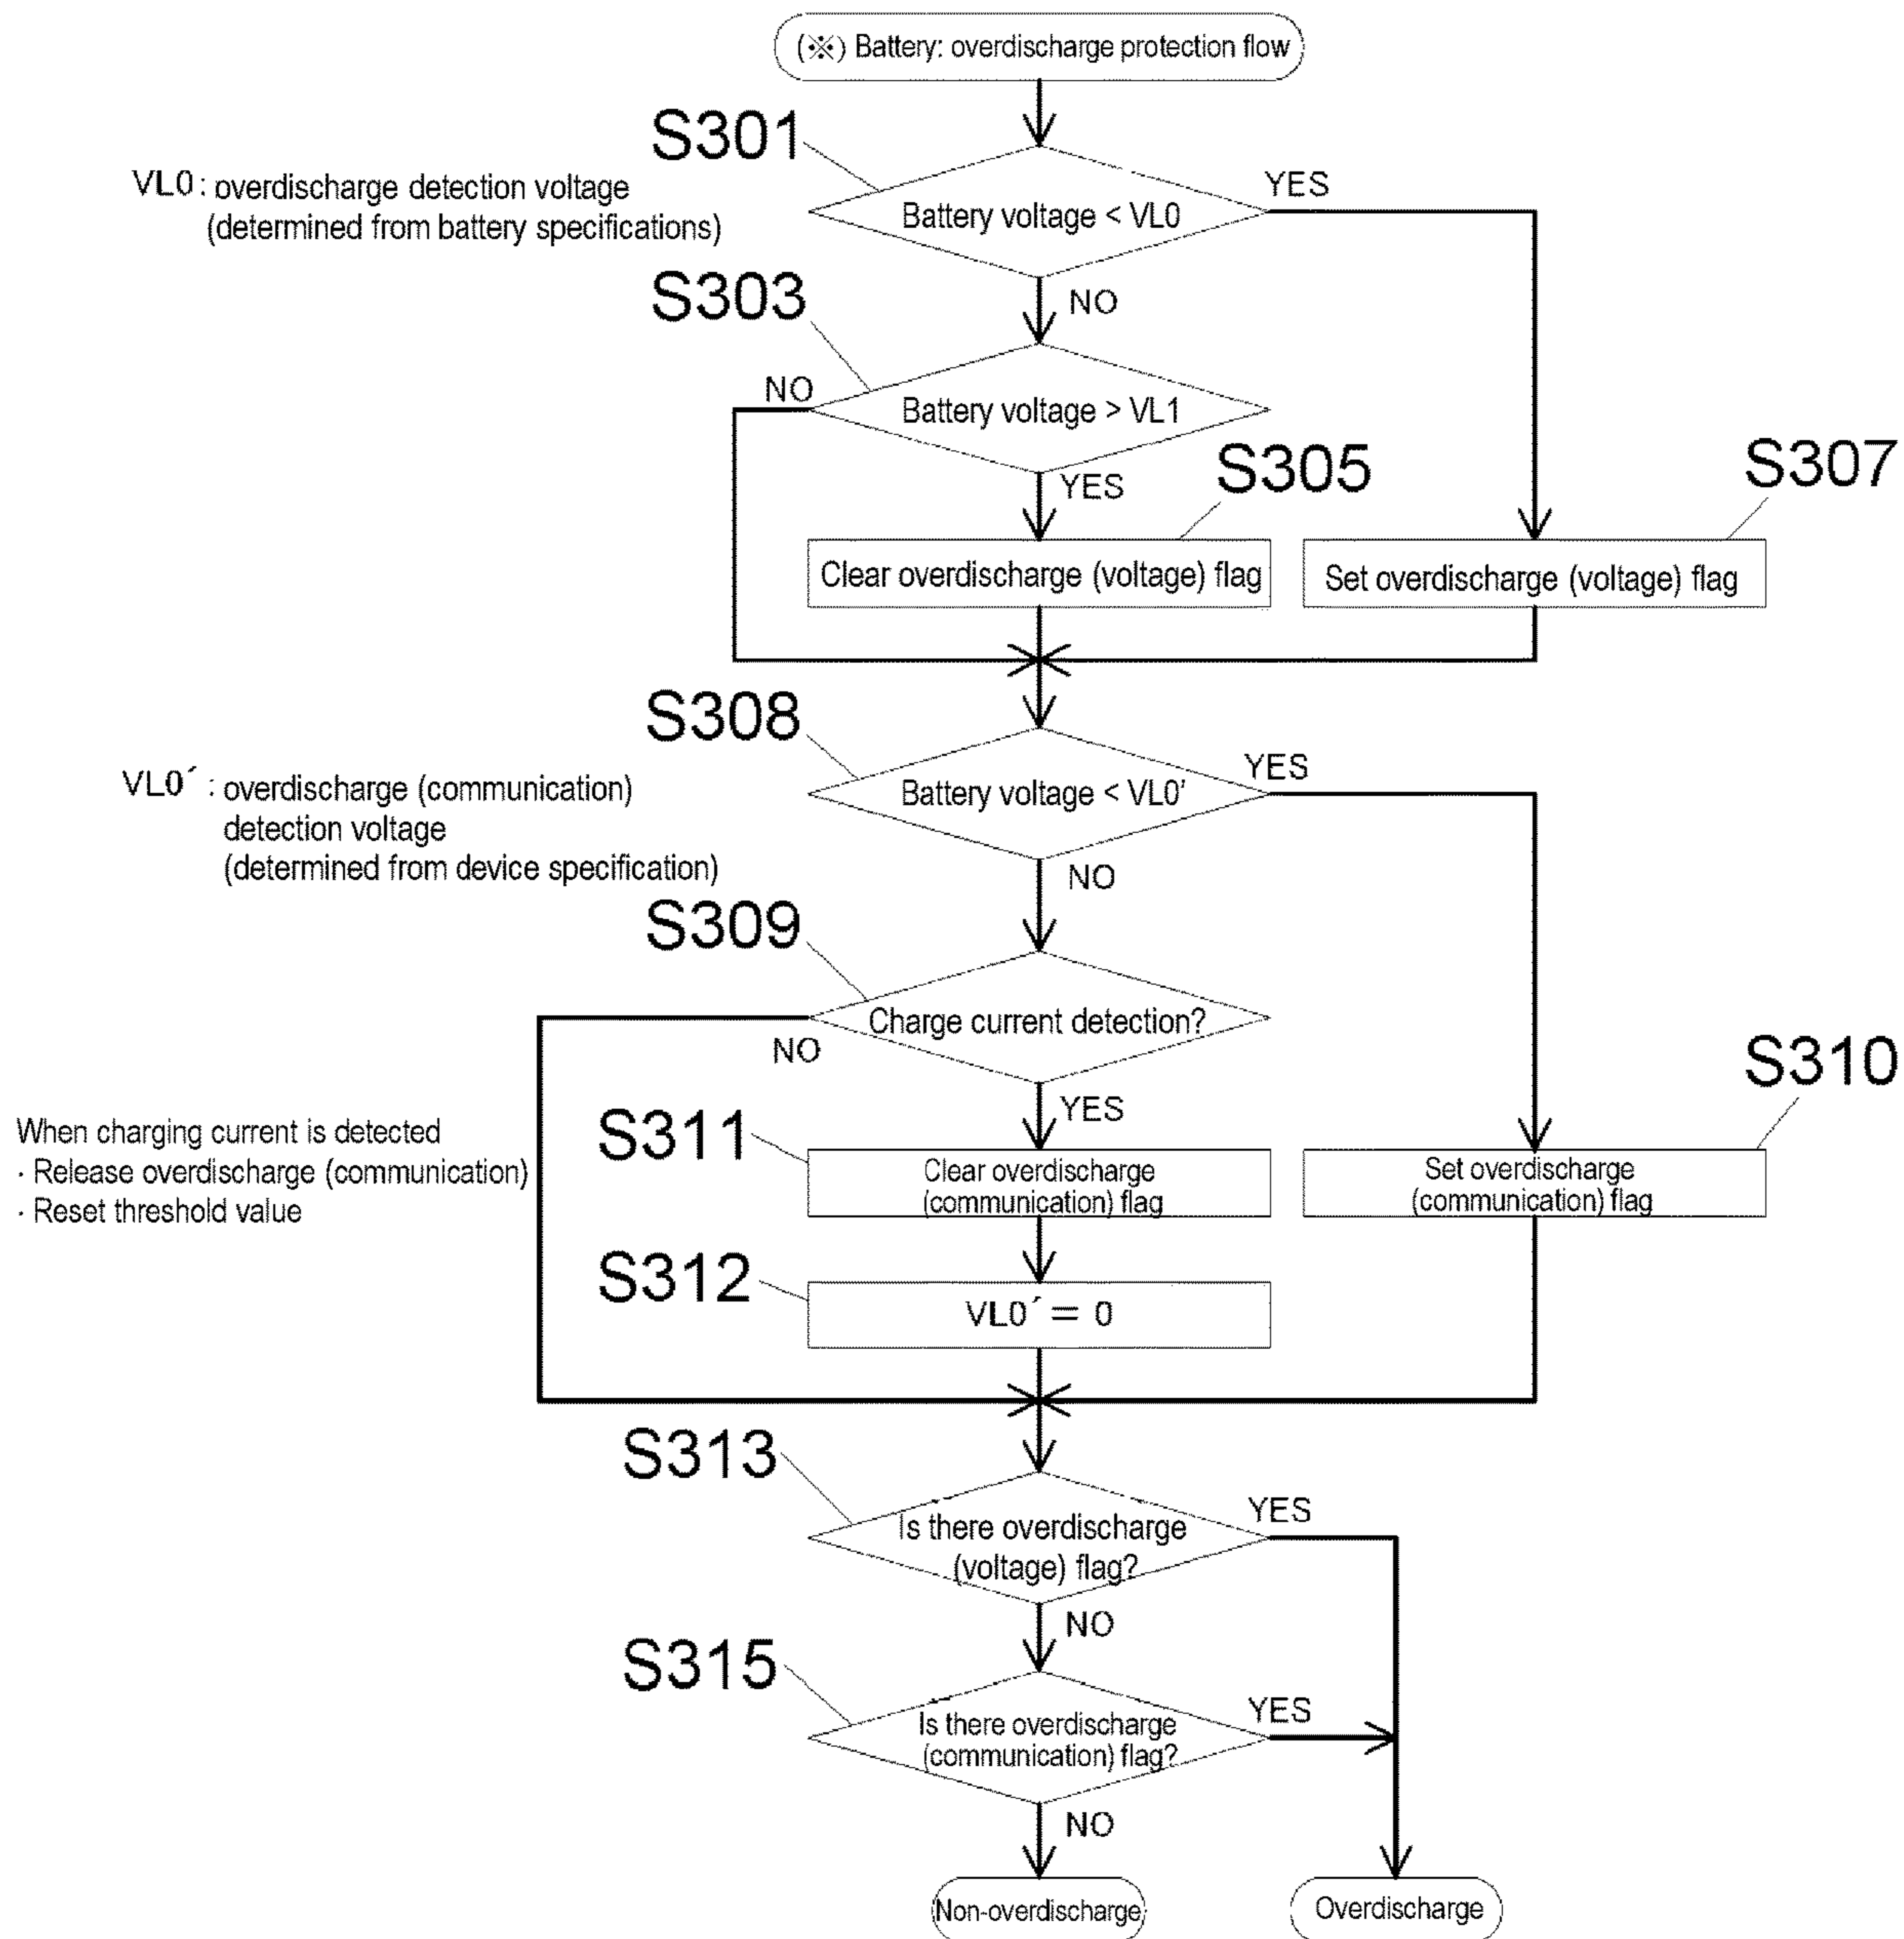 (※) Battery: overdischarge protection flow
S301
VL0 : overdischarge detection voltage
(determined from battery specifications)
Battery voltage < VL0
YES
NO
S303
Battery voltage > VL1
NO
YES
S305
S307
Clear overdischarge (voltage) flag
Set overdischarge (voltage) flag
S308
VL0´ : overdischarge (communication)
detection voltage
(determined from device specification)
Battery voltage < VL0'
YES
NO
S309
Charge current detection?
NO
YES
S310
When charging current is detected
· Release overdischarge (communication)
· Reset threshold value
S311
Clear overdischarge
(communication) flag
Set overdischarge
(communication) flag
S312
VL0´ = 0
S313
Is there overdischarge
(voltage) flag?
YES
NO
S315
Is there overdischarge
(communication) flag?
YES
NO
Non-overdischarge
Overdischarge